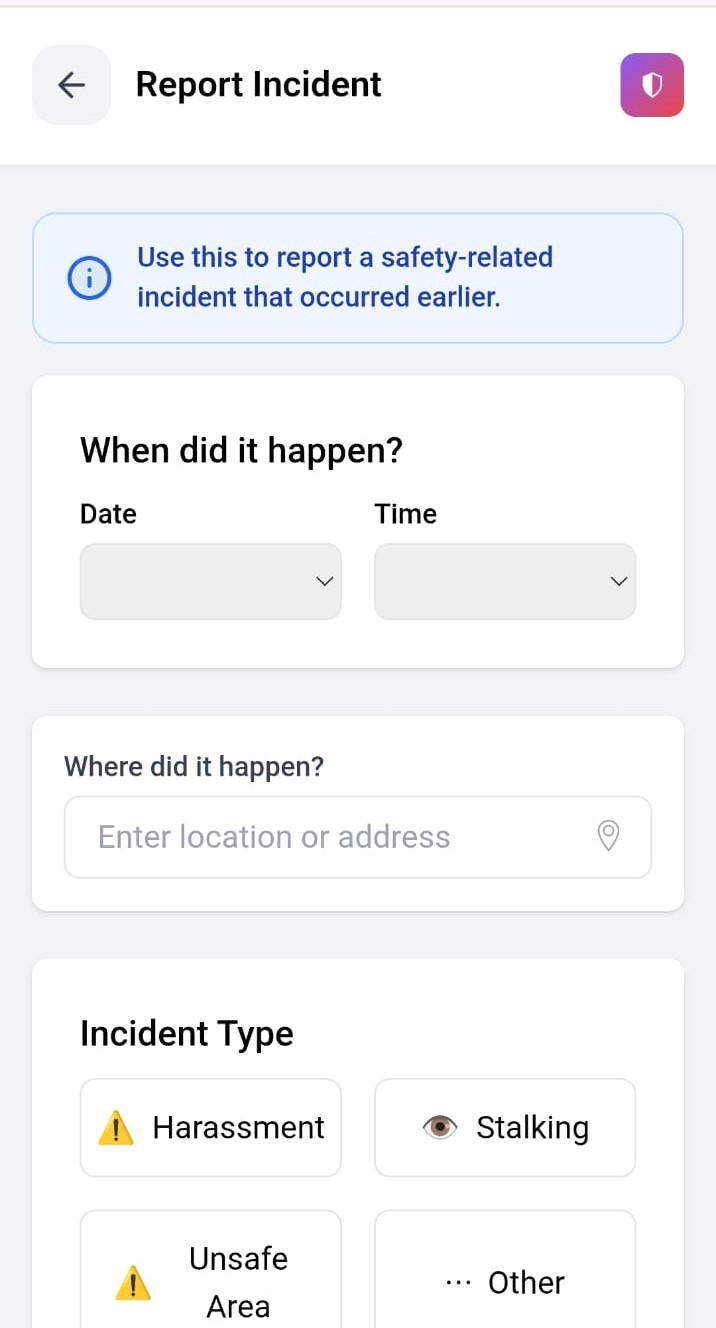 Report Incident
Use this to report a safety-related
incident that occurred earlier.
When did it happen?
Date Time
Where did it happen?
Enter location or address
Incident Type
Harassment
Stalking
Unsafe
Area
Other